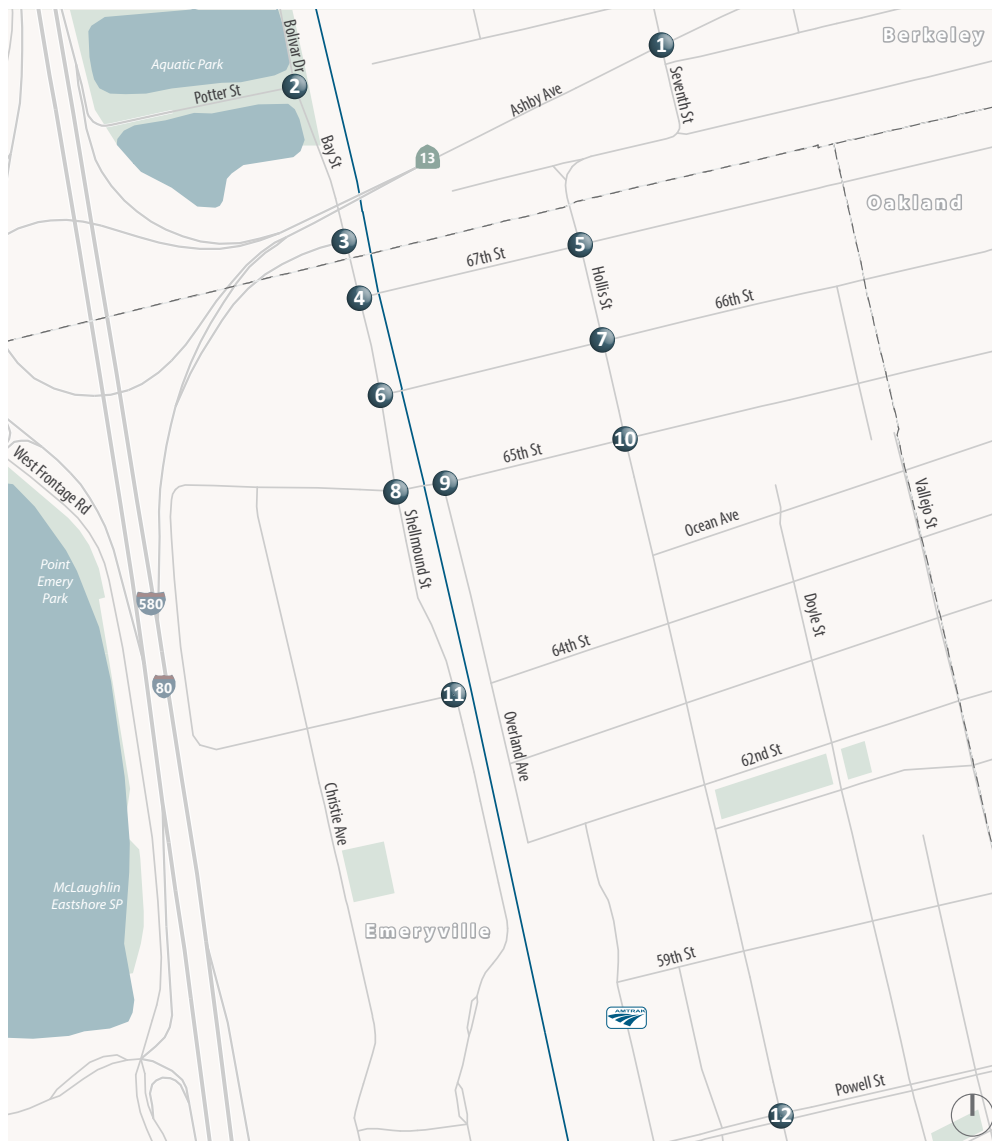 Bolivar Dr
1
Berkeley
Aquatic Park
2
Potter St
Seventh St
Ashby Ave
Bay St
13
Oakland
3
5
67th St
Hollis St
4
66th St
7
6
10
65th St
West Frontage Rd
8
9
Shellmound St
Vallejo St
Ocean Ave
Point
Emery
Park
580
Doyle St
64th St
80
11
Overland Ave
62nd St
Christie Ave
McLaughlin
Eastshore SP
Emeryville
59th St
AMTRAK
Powell St
12